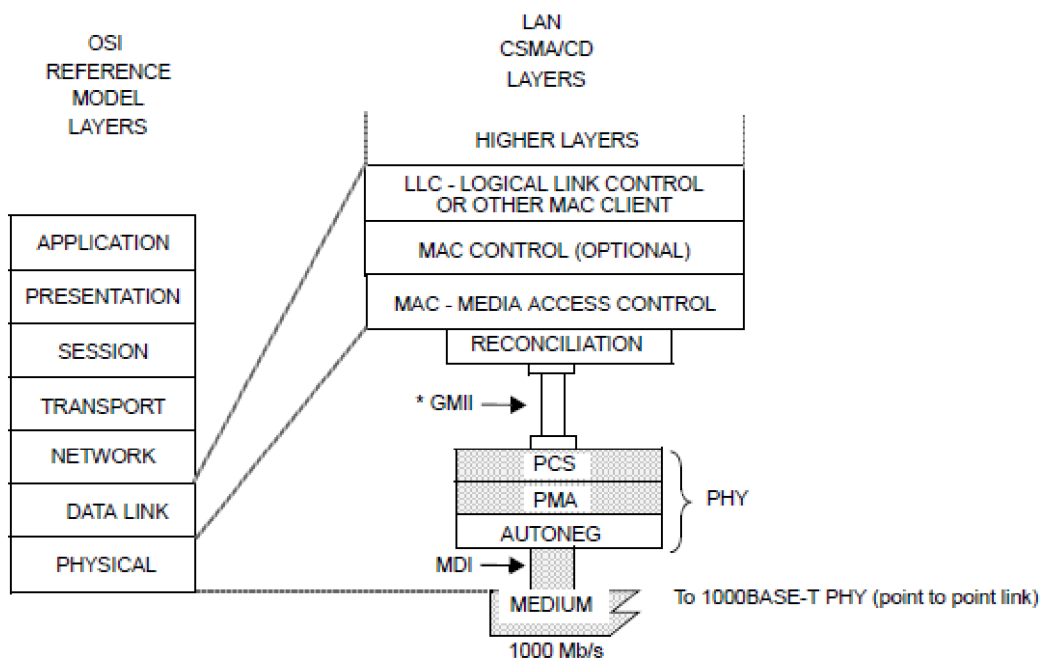 OSI
REFERENCE
MODEL
LAYERS
LAN
CSMA/CD
LAYERS
HIGHER LAYERS
LLC - LOGICAL LINK CONTROL
OR OTHER MAC CLIENT
MAC CONTROL (OPTIONAL)
MAC - MEDIA ACCESS CONTROL
RECONCILIATION
APPLICATION
PRESENTATION
SESSION
TRANSPORT
NETWORK
DATA LINK
PHYSICAL
* GMII
PCS
PMA
AUTONEG
PHY
MDI
MEDIUM
To 1000BASE-T PHY (point to point link)
1000 Mb/s